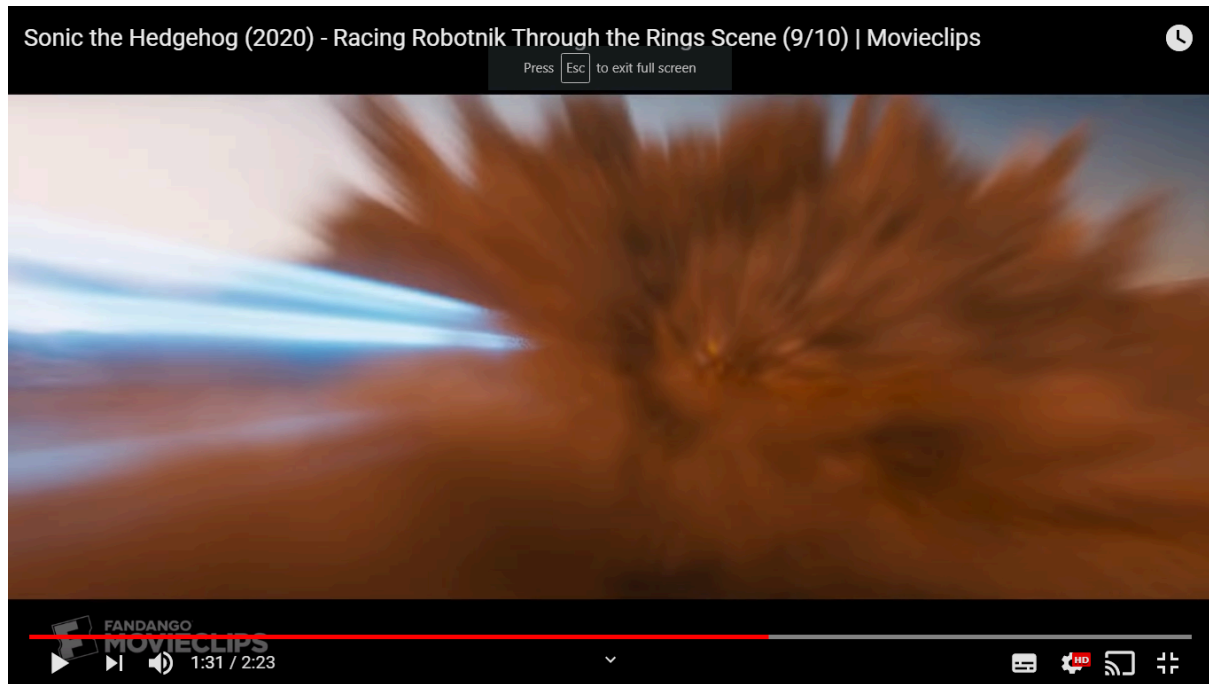 Sonic the Hedgehog (2020) - Racing Robotnik Through the Rings Scene (9/10) | Movieclips
Press Esc to exit full screen
FANDANGO
MOVIECLIPS
1:31 / 2:23
HD